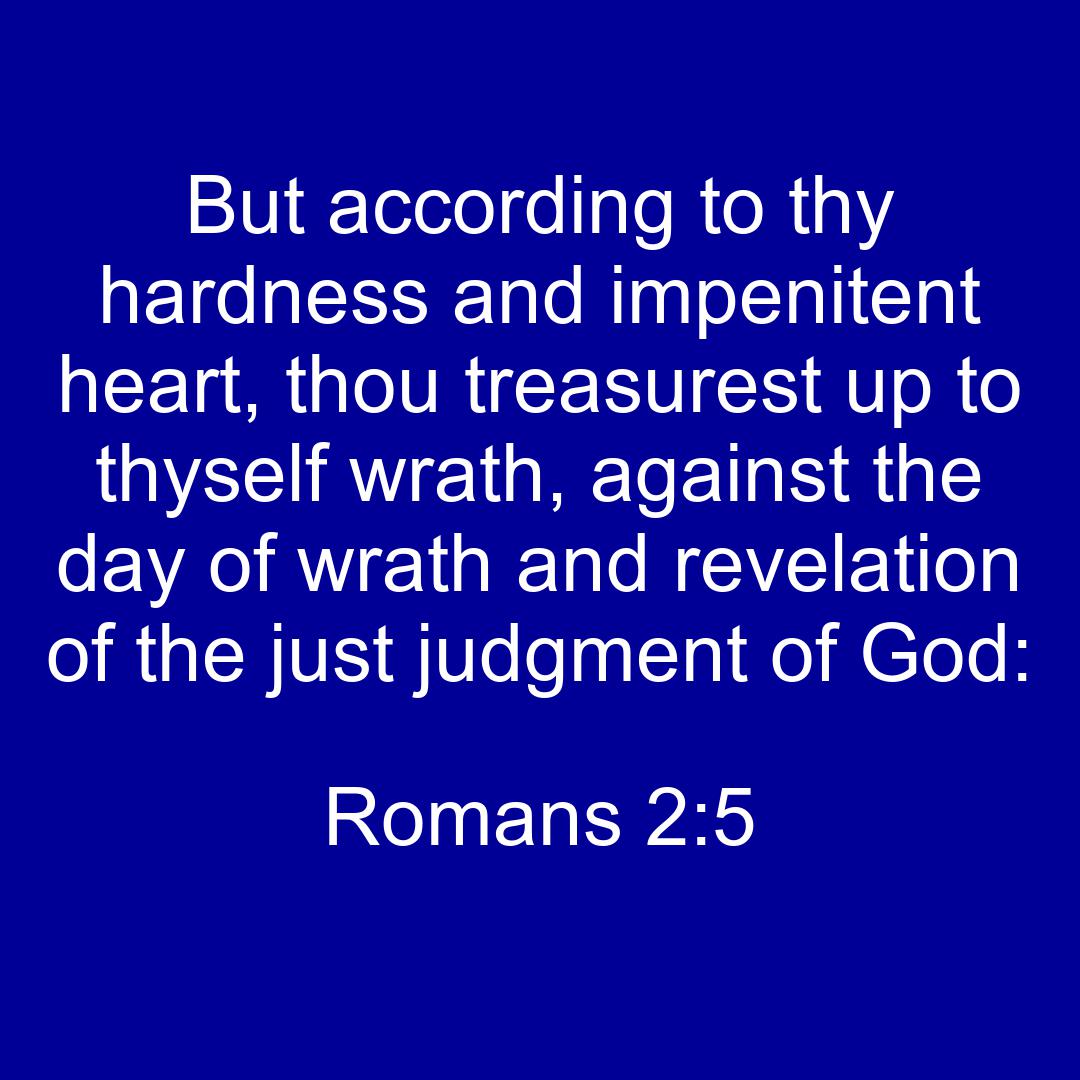 But according to thy
hardness and impenitent
heart, thou treasurest up to
thyself wrath, against the
day of wrath and revelation
of the just judgment of God:
Romans 2:5